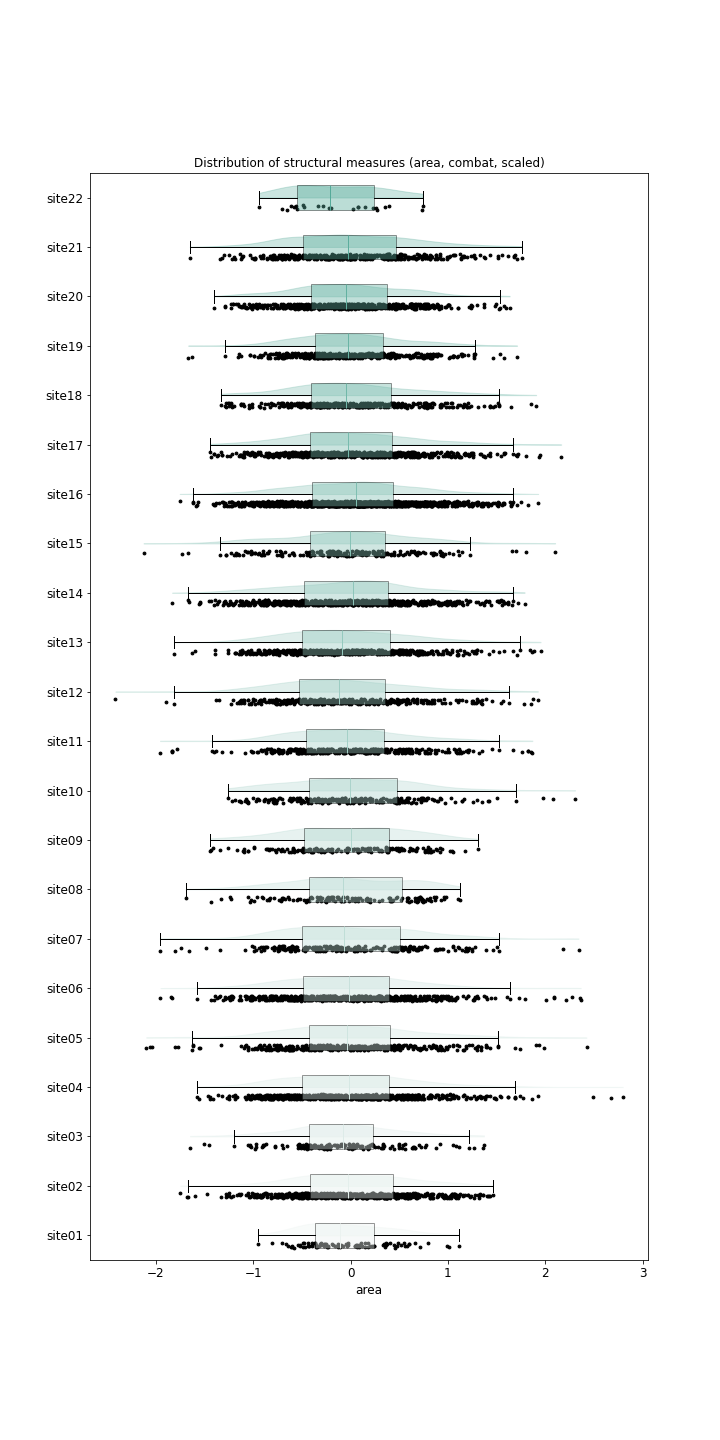 Distribution of structural measures (area, combat, scaled)
site22
site21
site20
site19
site18
site17
site16
site15
site14
site13
site12
site11
site10
site09
site08
site07
site06
site05
site04
site03
site02
site01
−2 −1 0 1 2 3
area